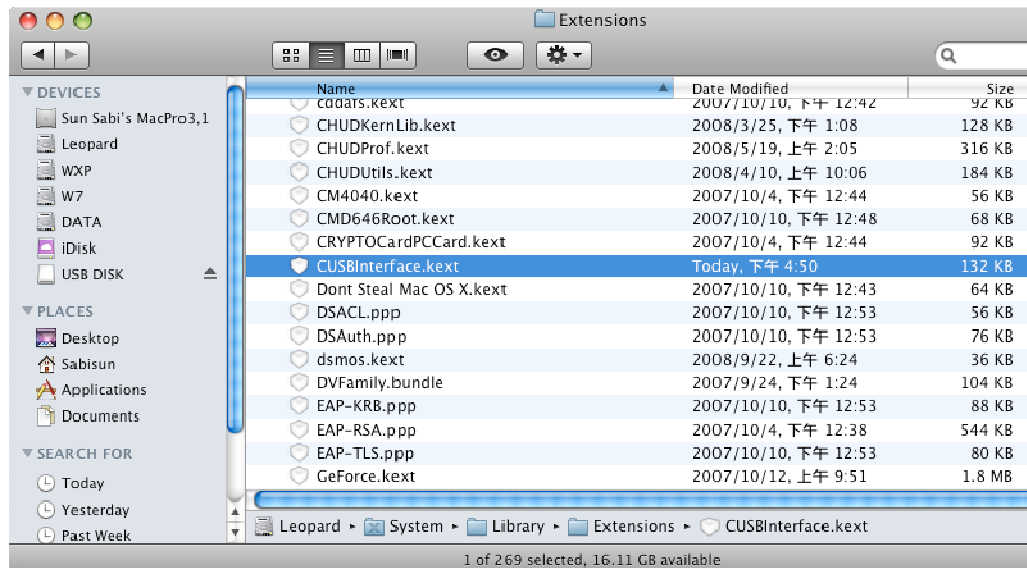 Extensions
Name Date Modified Size
DEVICES
Sun Sabi's MacPro3,1
Leopard
WXP
W7
DATA
iDisk
USB DISK
PLACES
Desktop
Sabisun
Applications
Documents
SEARCH FOR
Today
Yesterday
Past Week
cddafs.kext 2007/10/10, 下午 12:42 92 KB
CHUDKernLib.kext 2008/3/25, 下午 1:08 128 KB
CHUDProf.kext 2008/5/19, 上午 2:05 316 KB
CHUDUtils.kext 2008/4/10, 上午 10:06 184 KB
CM4040.kext 2007/10/4, 下午 12:44 56 KB
CMD646Root.kext 2007/10/10, 下午 12:48 68 KB
CRYPTOCardPCCard.kext 2007/10/4, 下午 12:44 92 KB
CUSBInterface.kext Today, 下午 4:50 132 KB
Dont Steal Mac OS X.kext 2007/10/10, 下午 12:43 64 KB
DSACL.ppp 2007/10/10, 下午 12:53 56 KB
DSAuth.ppp 2007/10/10, 下午 12:53 76 KB
dsmos.kext 2008/9/22, 上午 6:24 36 KB
DVFamily.bundle 2007/9/24, 下午 1:24 104 KB
EAP-KRB.ppp 2007/10/10, 下午 12:53 88 KB
EAP-RSA.ppp 2007/10/4, 下午 12:38 544 KB
EAP-TLS.ppp 2007/10/10, 下午 12:53 80 KB
GeForce.kext 2007/10/12, 上午 9:51 1.8 MB
Leopard ▸ System ▸ Library ▸ Extensions ▸ CUSBInterface.kext
1 of 269 selected, 16.11 GB available